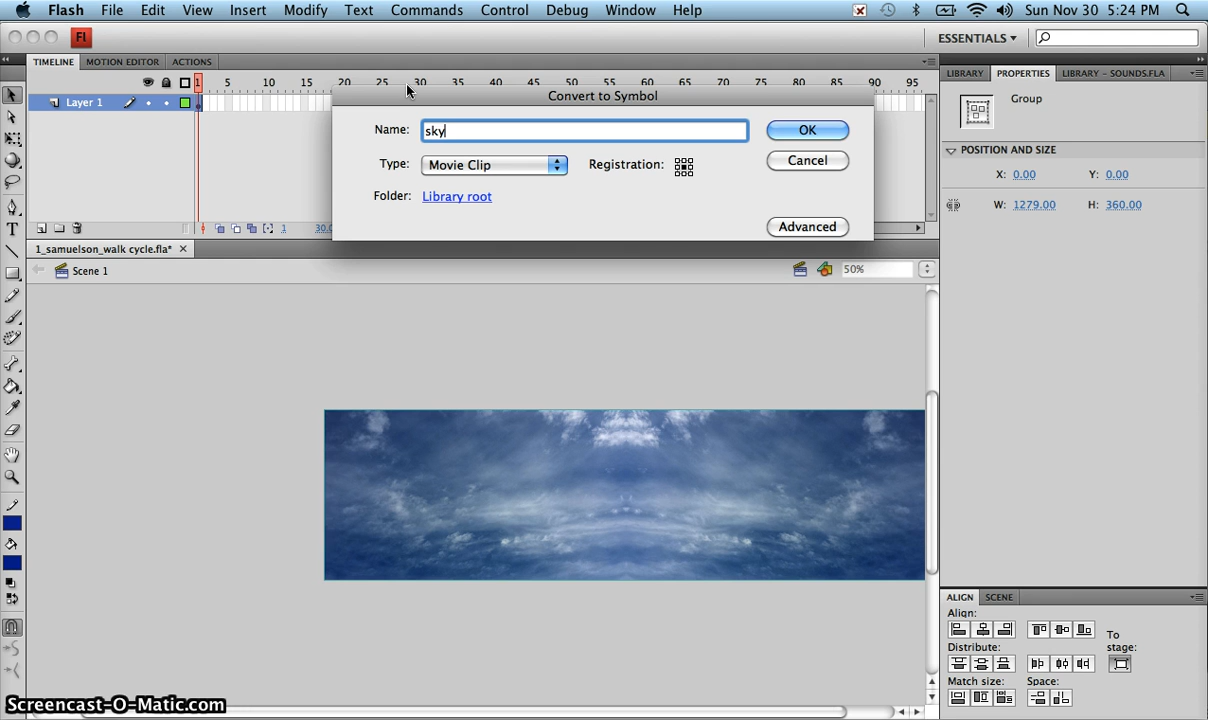 Flash File Edit View Insert Modify Text Commands Control Debug Window Help Sun Nov 30 5:24 PM
Fl ESSENTIALS
TIMELINE MOTION EDITOR ACTIONS
LIBRARY PROPERTIES LIBRARY – SOUNDS.FLA
1 5 10 15 20 25 30 35 40 45 50 55 60 65 70 75 80 85 90 95
Layer 1
Convert to Symbol
Name: sky OK
Type: Movie Clip Registration: Cancel
Folder: Library root
Advanced
Group
POSITION AND SIZE
X: 0.00 Y: 0.00
W: 1279.00 H: 360.00
1 30.0
1_samuelson_walk cycle.fla*
Scene 1 50%
T
ALIGN SCENE
Align:
To
stage:
Distribute:
Match size: Space:
Screencast-O-Matic.com